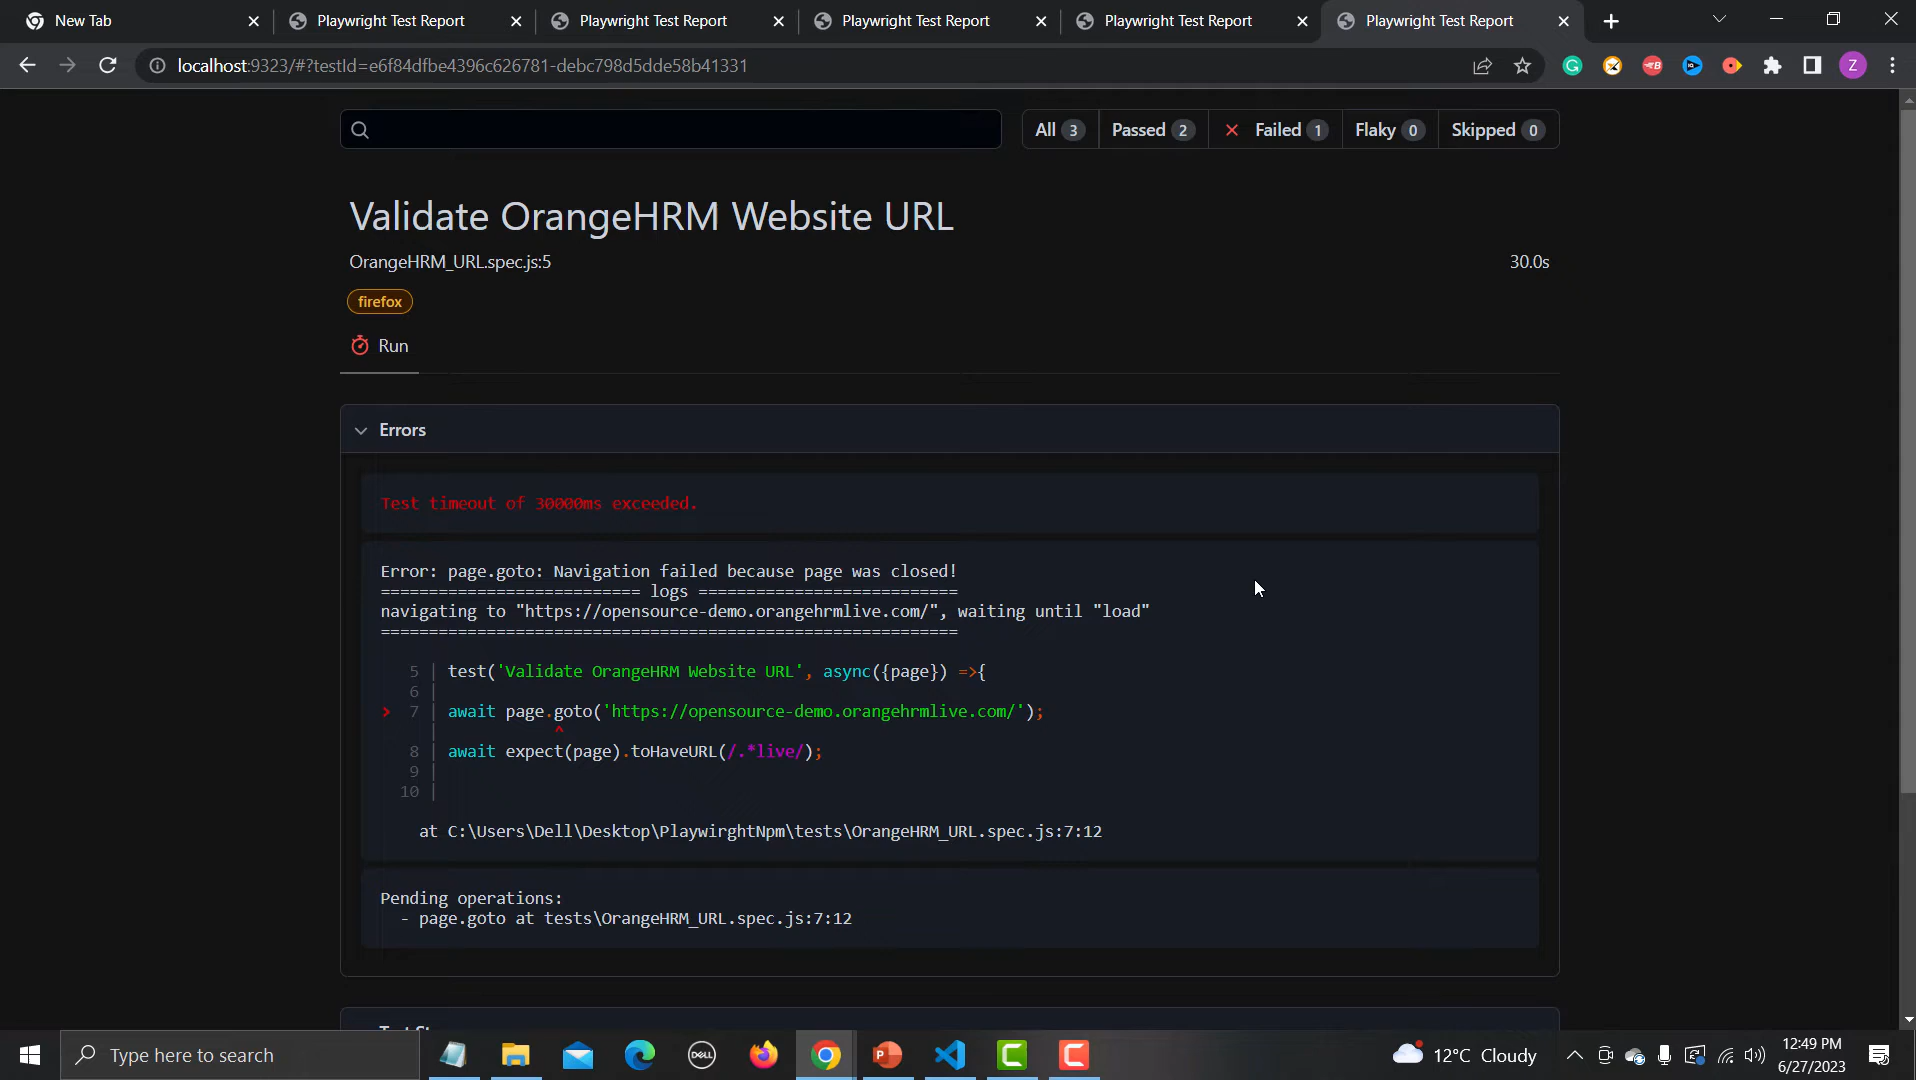 New Tab
Playwright Test Report
Playwright Test Report
Playwright Test Report
Playwright Test Report
Playwright Test Report
localhost:9323/#?testId=e6f84dfbe4396c626781-debc798d5dde58b41331
Z
All 3
Passed 2
Failed 1
Flaky 0
Skipped 0
Validate OrangeHRM Website URL
OrangeHRM_URL.spec.js:5
30.0s
firefox
Run
Errors
Test timeout of 30000ms exceeded.
Error: page.goto: Navigation failed because page was closed!
=========================== logs ===========================
navigating to "https://opensource-demo.orangehrmlive.com/", waiting until "load"
============================================================
5 | test('Validate OrangeHRM Website URL', async({page}) =>{
6 |
> 7 | await page.goto('https://opensource-demo.orangehrmlive.com/');
| ^
8 | await expect(page).toHaveURL(/.*live/);
9 |
10 |
at C:\Users\Dell\Desktop\PlaywirghtNpm\tests\OrangeHRM_URL.spec.js:7:12
Pending operations:
- page.goto at tests\OrangeHRM_URL.spec.js:7:12
Type here to search
DELL
12°C Cloudy
12:49 PM
6/27/2023